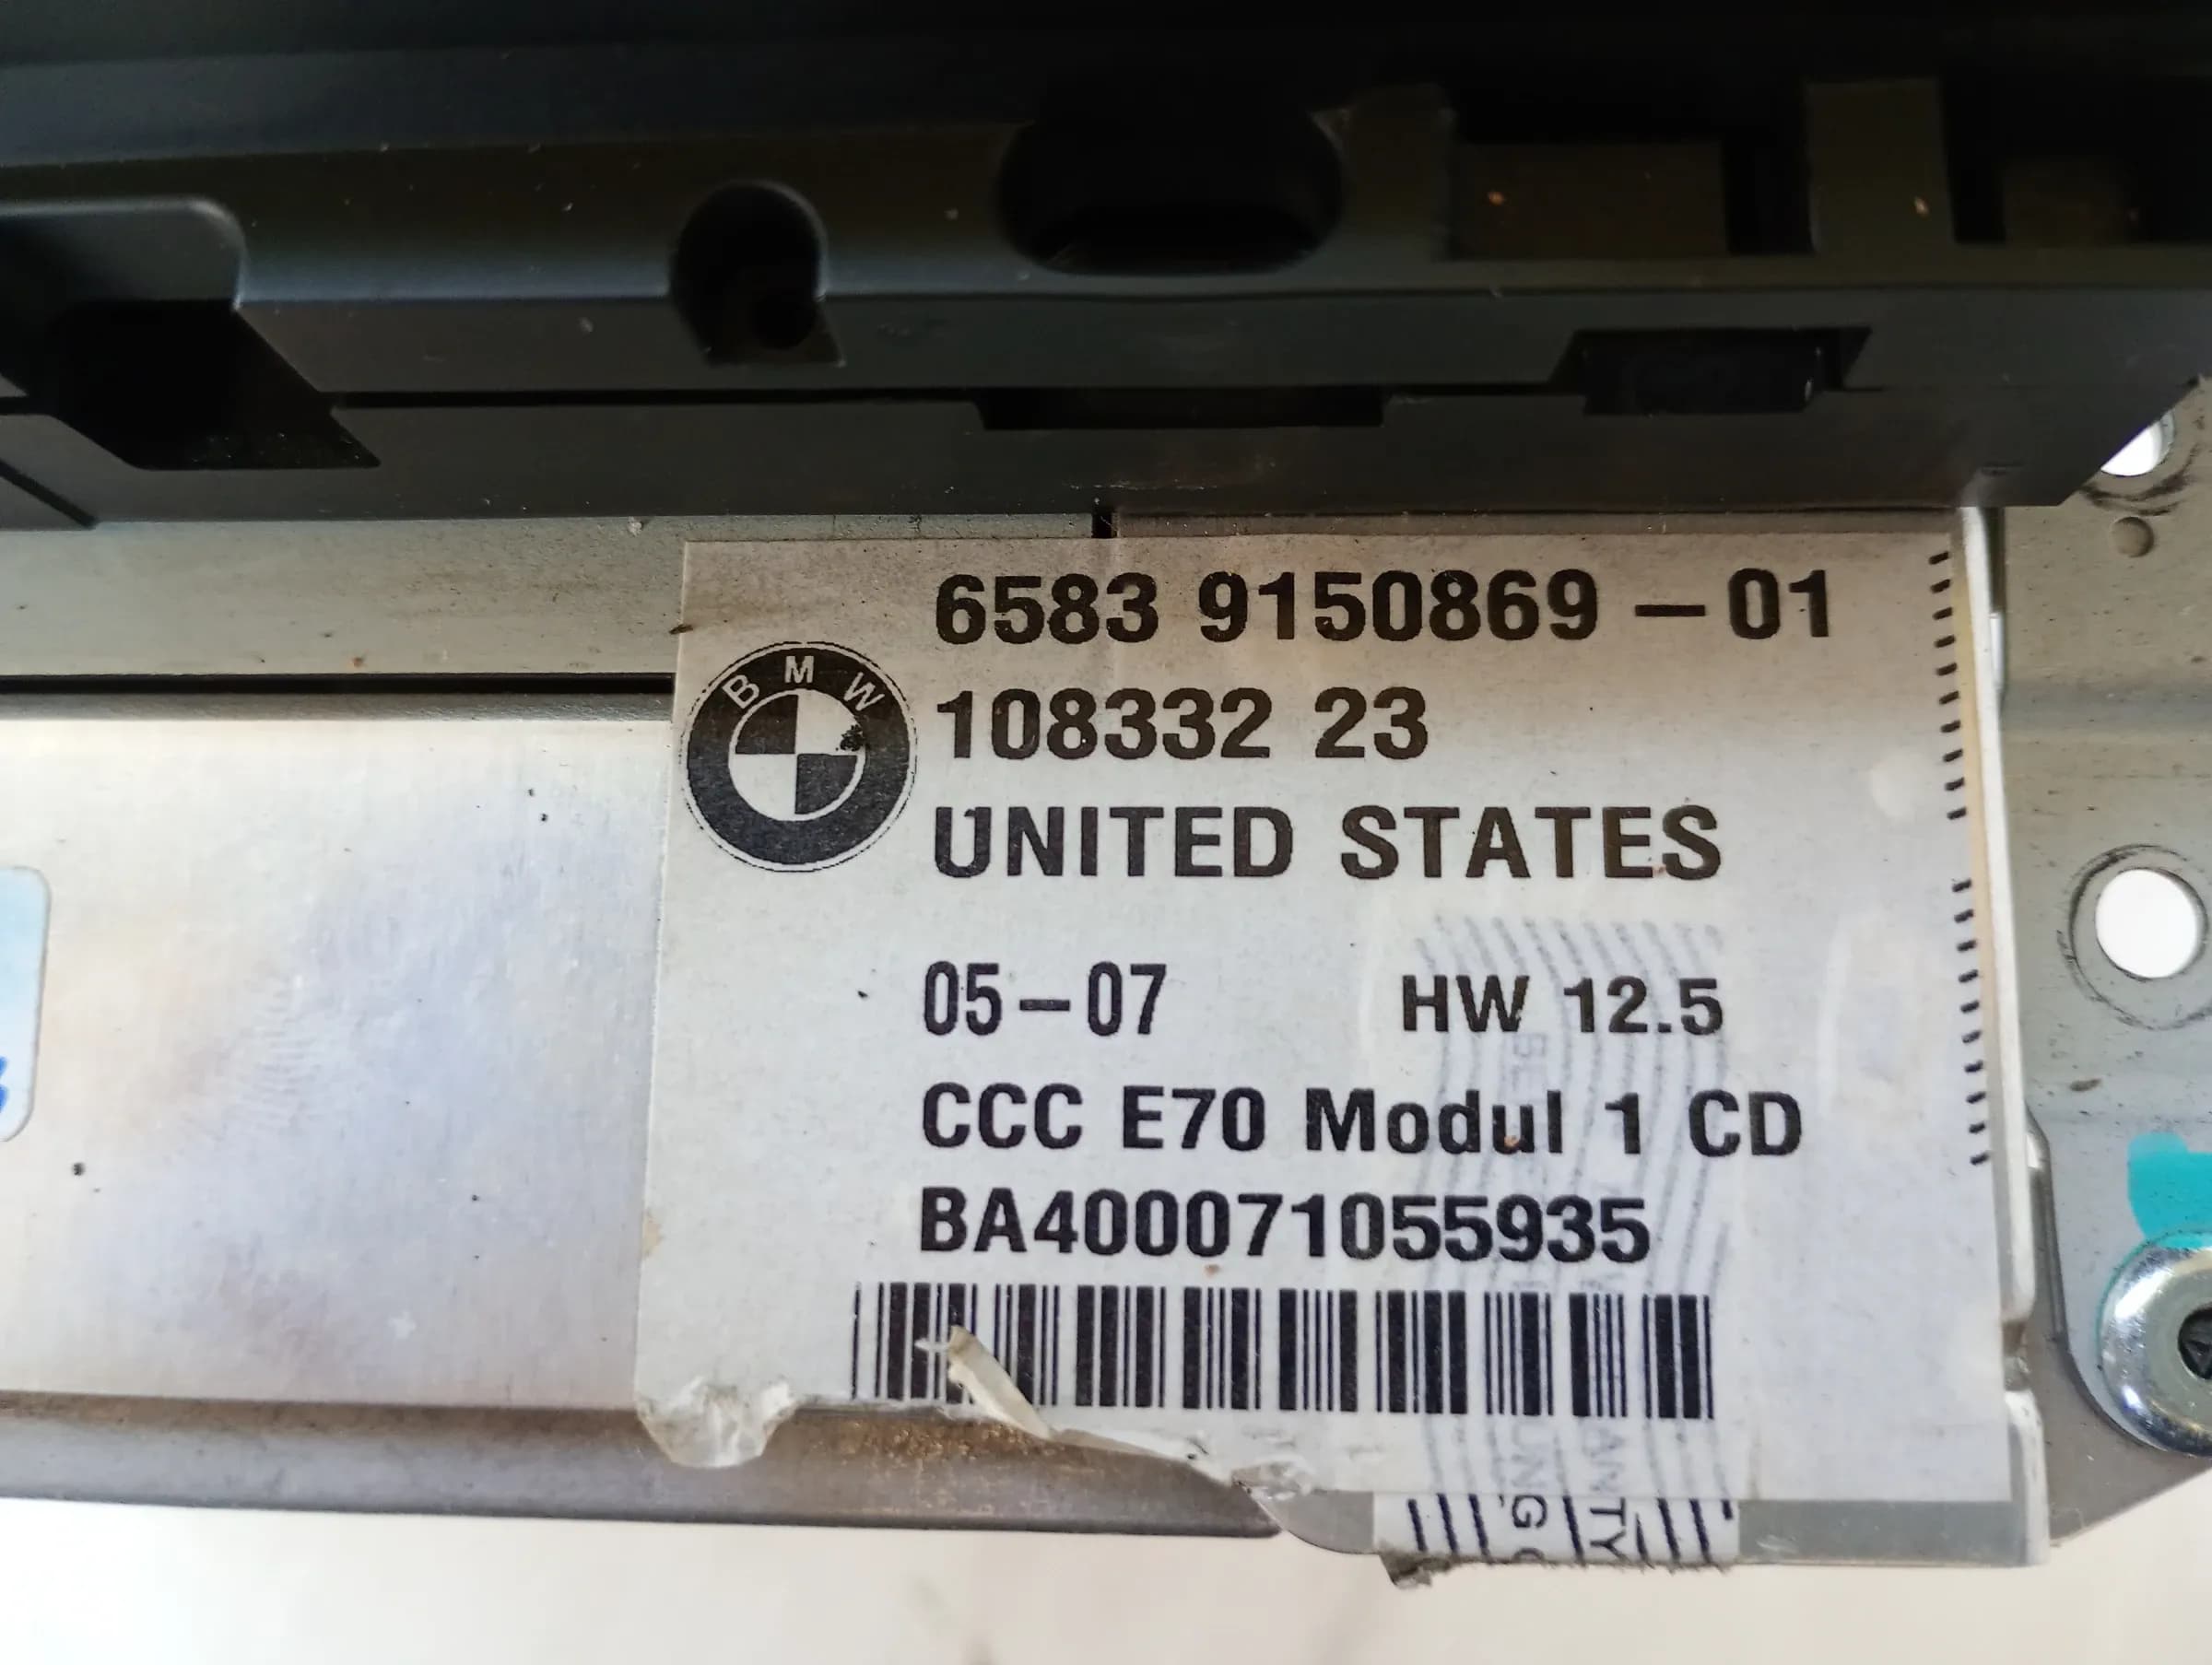 6583 9150869 – 01
BMW
108332 23
UNITED STATES
05 – 07 HW 12.5
CCC E70 Modul 1 CD
BA400071055935